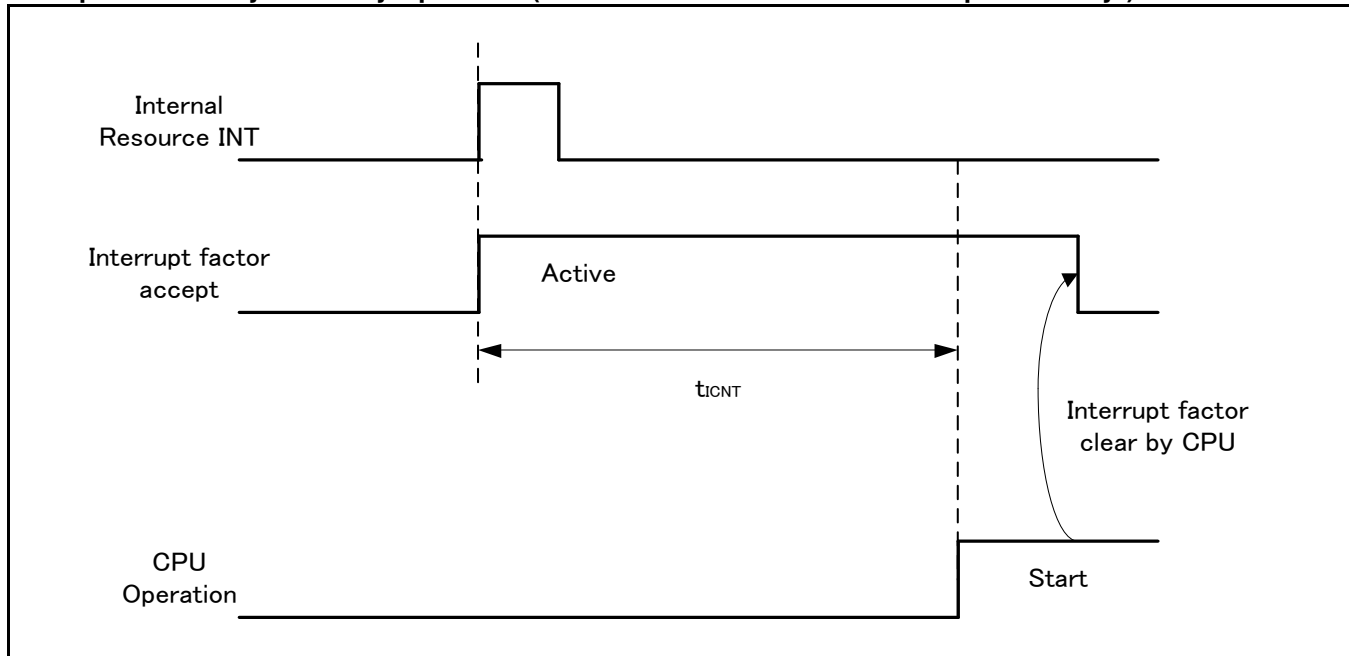 Internal
Resource INT
Interrupt factor
accept
Active
tICNT
Interrupt factor
clear by CPU
CPU
Operation
Start